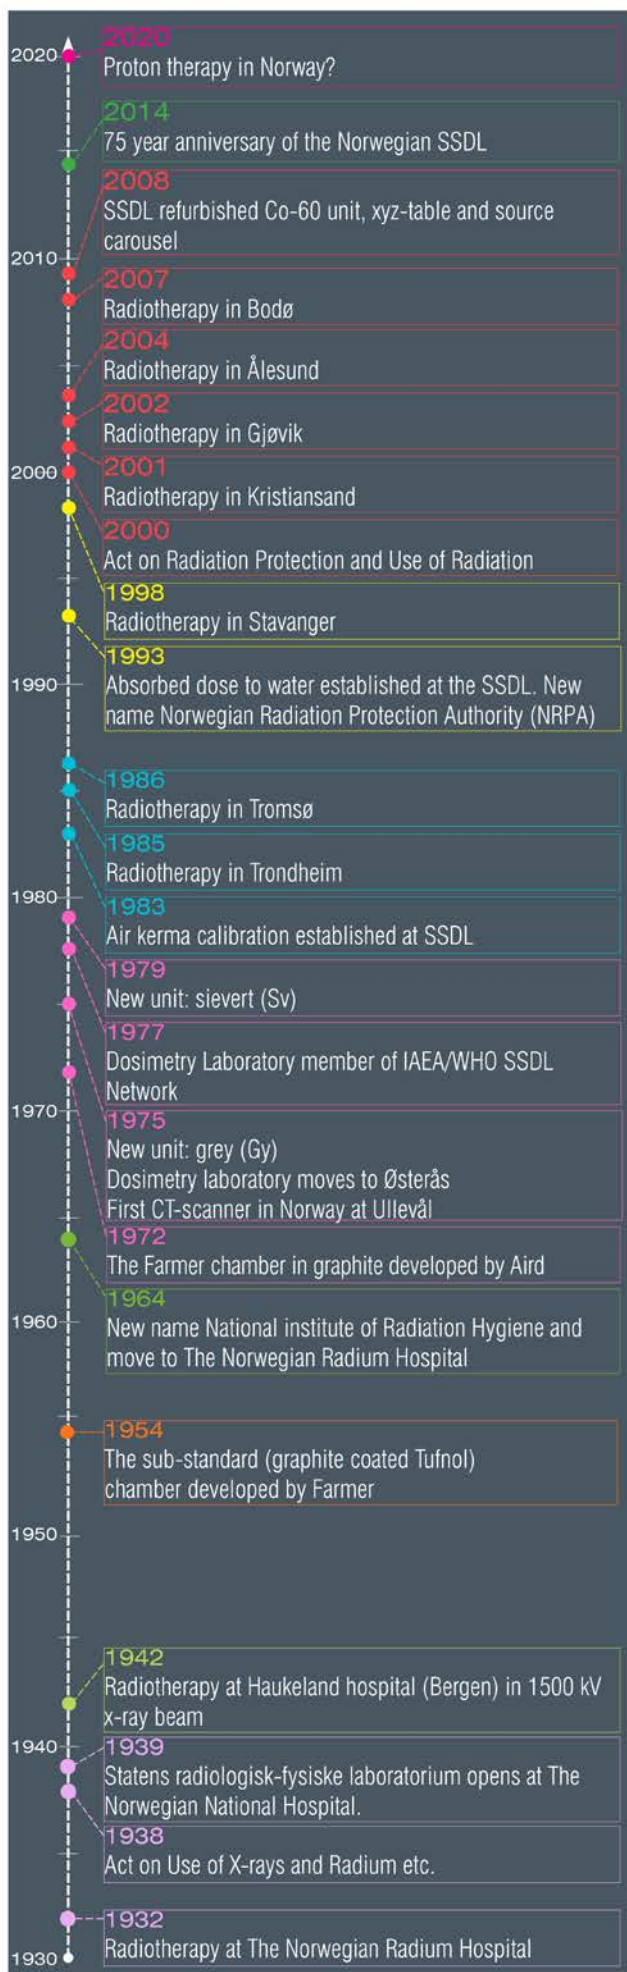 2020
2020
Proton therapy in Norway?
2014
75 year anniversary of the Norwegian SSDL
2008
SSDL refurbished Co-60 unit, xyz-table and source
carousel
2010
2007
Radiotherapy in Bodø
2004
Radiotherapy in Ålesund
2002
Radiotherapy in Gjøvik
2001
Radiotherapy in Kristiansand
2000
2000
Act on Radiation Protection and Use of Radiation
1998
Radiotherapy in Stavanger
1993
Absorbed dose to water established at the SSDL. New
name Norwegian Radiation Protection Authority (NRPA)
1990
1986
Radiotherapy in Tromsø
1985
Radiotherapy in Trondheim
1980
1983
Air kerma calibration established at SSDL
1979
New unit: sievert (Sv)
1977
Dosimetry Laboratory member of IAEA/WHO SSDL
Network
1970
1975
New unit: grey (Gy)
Dosimetry laboratory moves to Østerås
First CT-scanner in Norway at Ullevål
1972
The Farmer chamber in graphite developed by Aird
1964
New name National institute of Radiation Hygiene and
move to The Norwegian Radium Hospital
1960
1954
The sub-standard (graphite coated Tufnol)
chamber developed by Farmer
1950
1942
Radiotherapy at Haukeland hospital (Bergen) in 1500 kV
x-ray beam
1940
1939
Statens radiologisk-fysiske laboratorium opens at The
Norwegian National Hospital.
1938
Act on Use of X-rays and Radium etc.
1932
Radiotherapy at The Norwegian Radium Hospital
1930